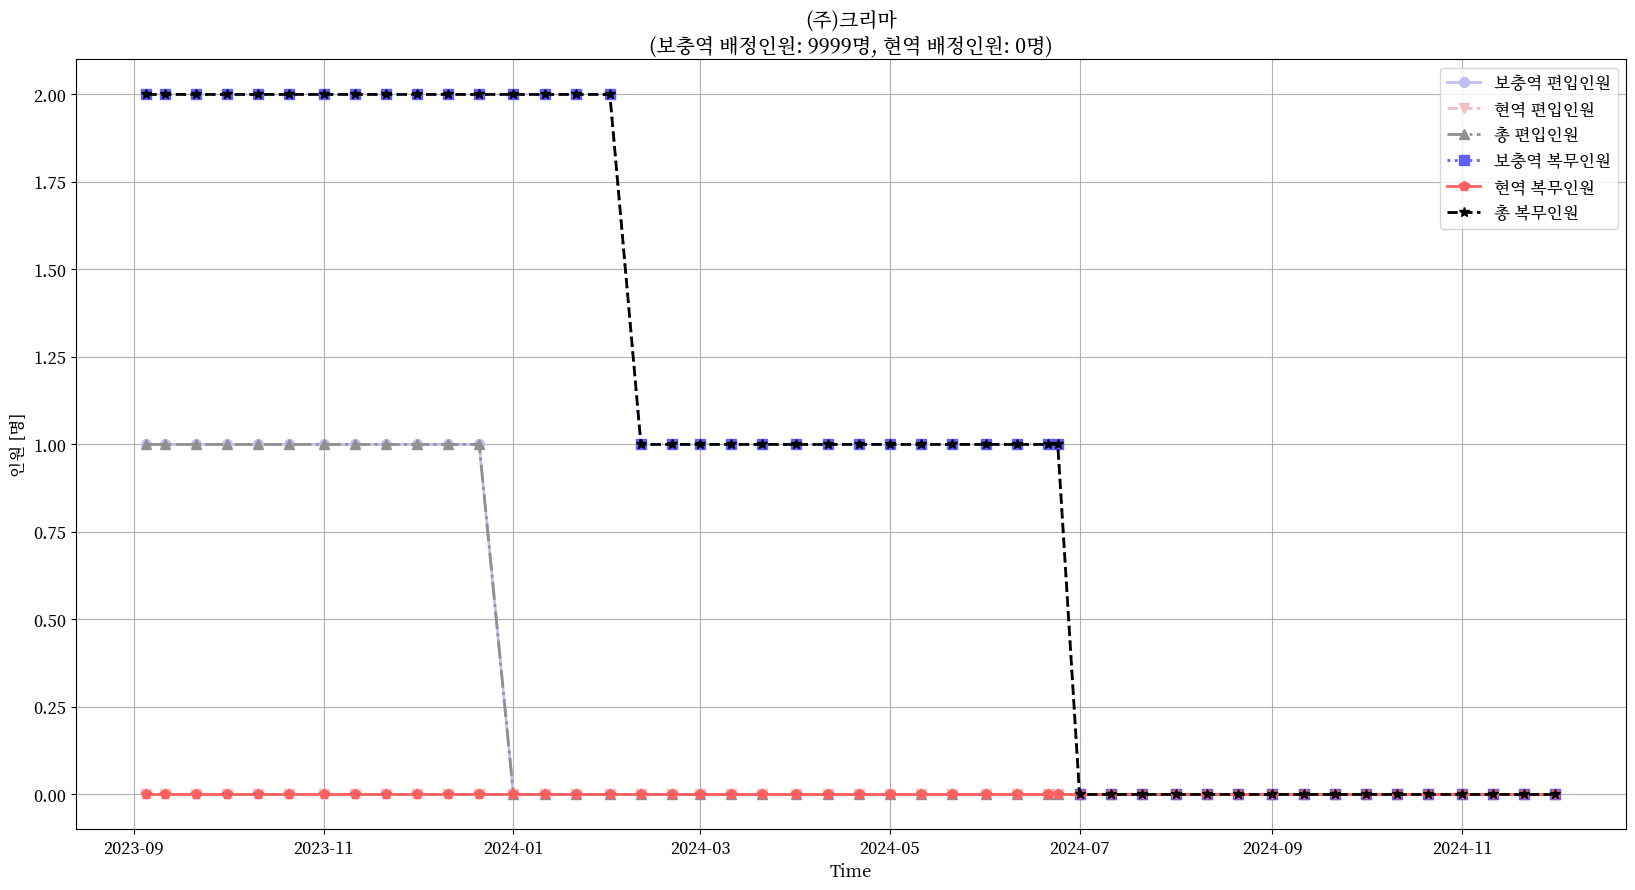 (주)크리마
(보충역 배정인원: 9999명, 현역 배정인원: 0명)
보충역 편입인원
현역 편입인원
총 편입인원
보충역 복무인원
현역 복무인원
총 복무인원
인원 [명]
2.00
1.75
1.50
1.25
1.00
0.75
0.50
0.25
0.00
2023-09 2023-11 2024-01 2024-03 2024-05 2024-07 2024-09 2024-11
Time